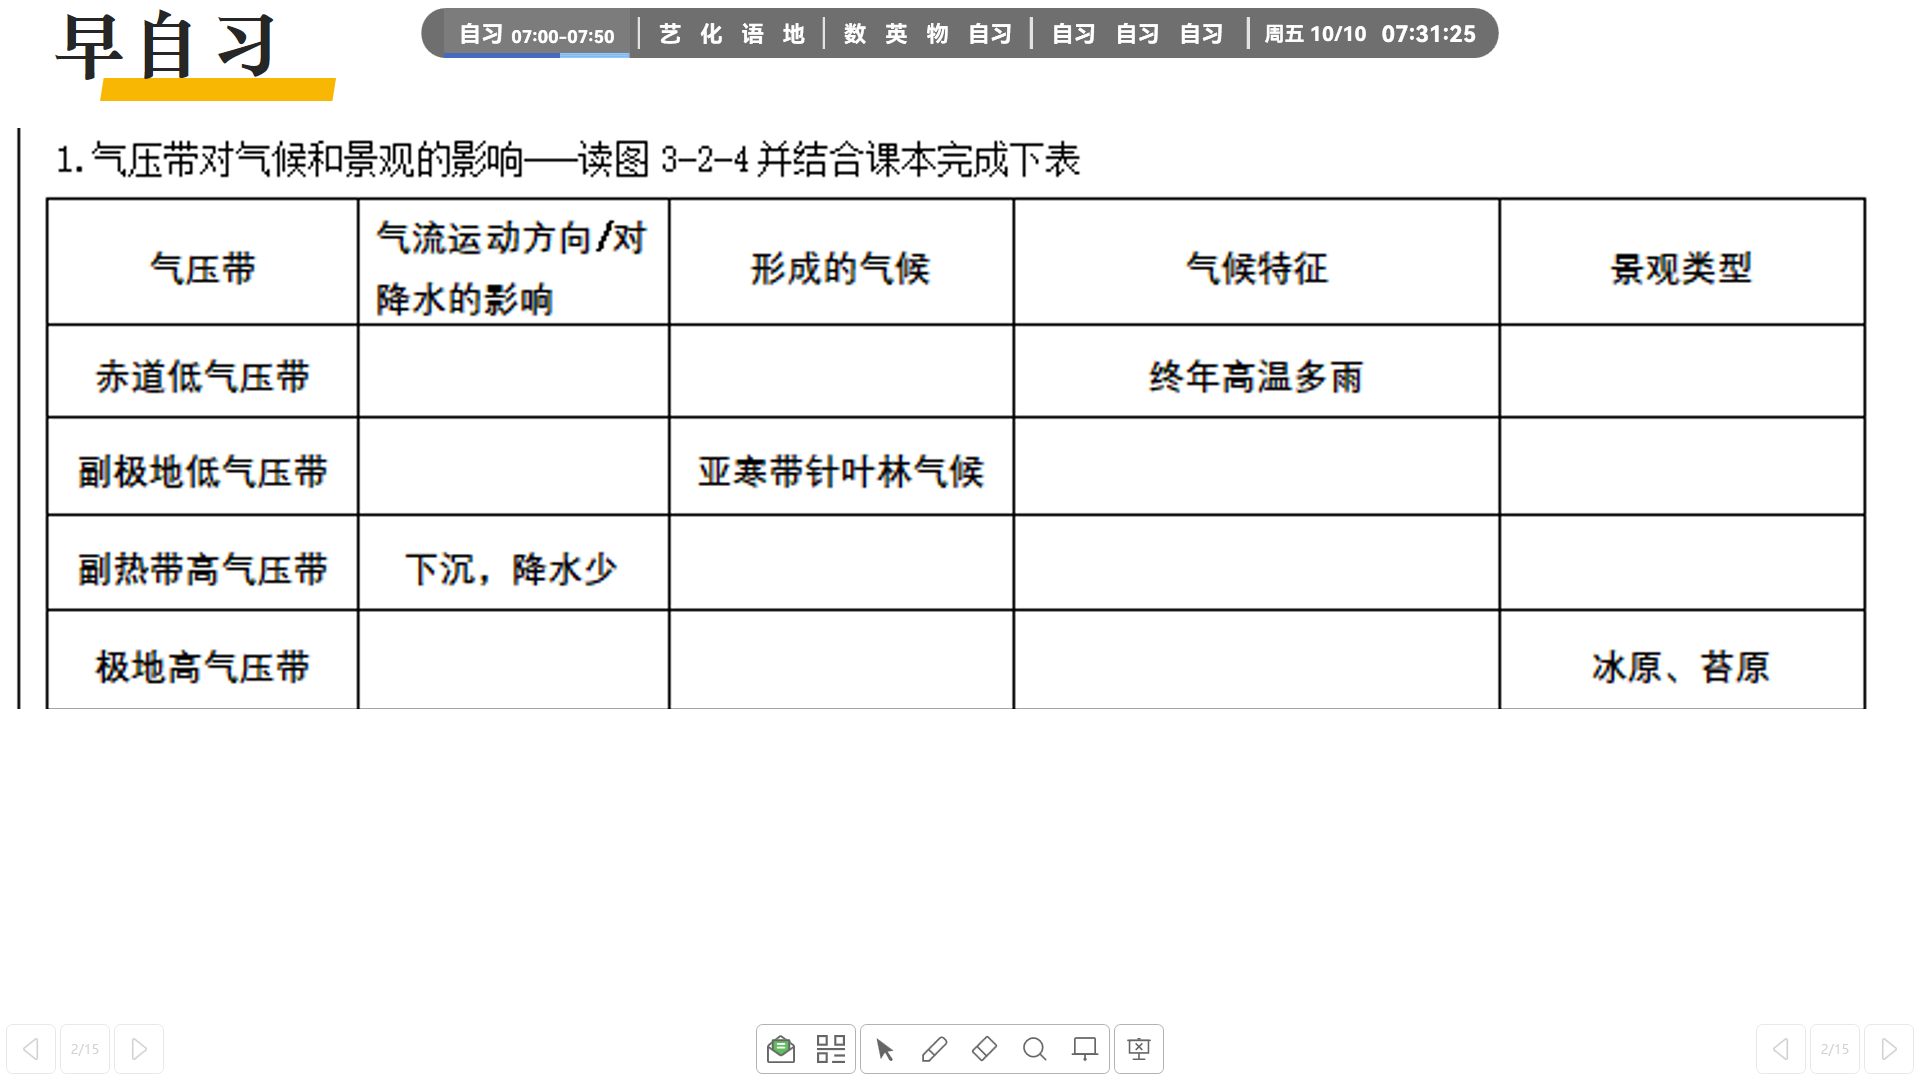 早自习
自习 07:00-07:50 艺 化 语 地 数 英 物 自习 自习 自习 自习 周五 10/10 07:31:25
1.气压带对气候和景观的影响——读图 3-2-4 并结合课本完成下表
气压带 气流运动方向/对降水的影响 形成的气候 气候特征 景观类型
赤道低气压带 终年高温多雨
副极地低气压带 亚寒带针叶林气候
副热带高气压带 下沉，降水少
极地高气压带 冰原、苔原
2/15 2/15